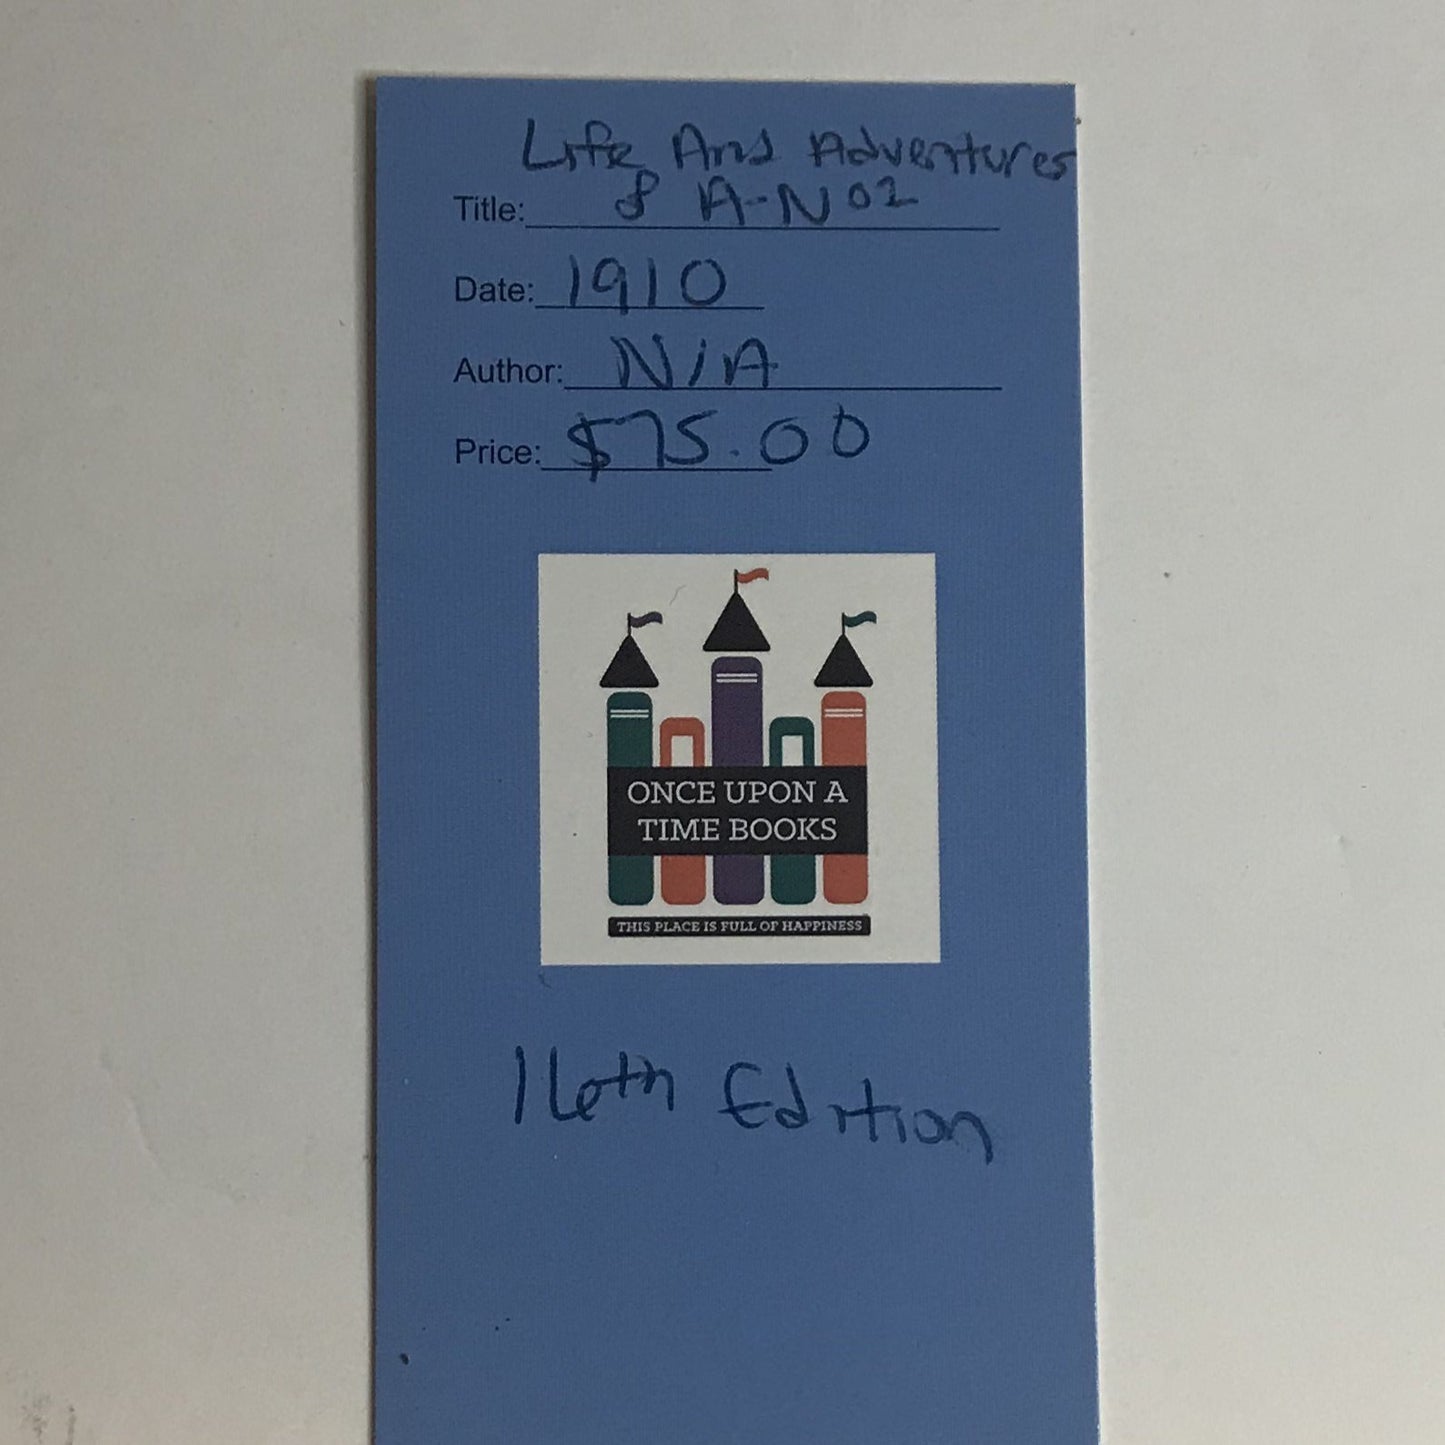 Life And Adventures
Title: of A-NO1
Date: 1910
Author: N/A
Price: $75.00
ONCE UPON A
TIME BOOKS
THIS PLACE IS FULL OF HAPPINESS
16th Edition